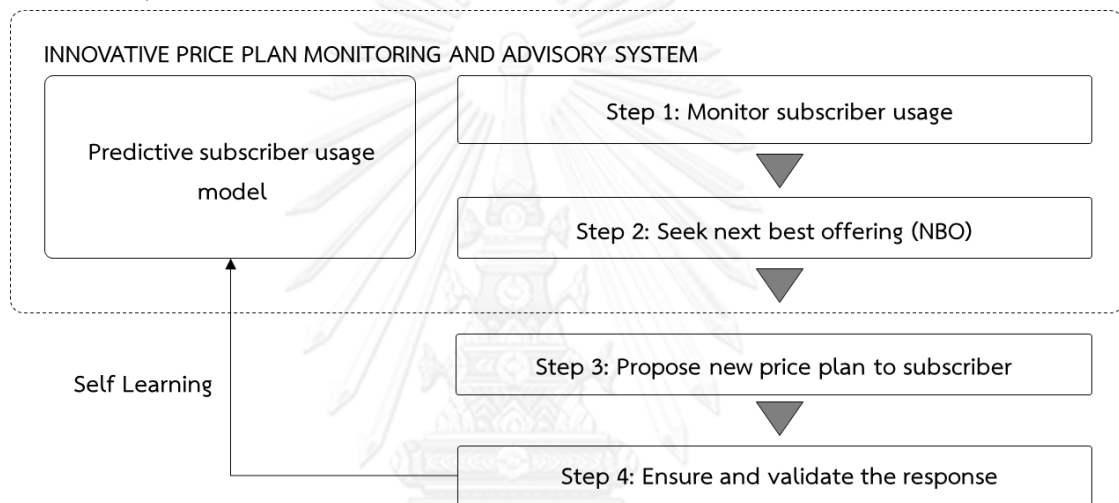 INNOVATIVE PRICE PLAN MONITORING AND ADVISORY SYSTEM
Predictive subscriber usage
model
Step 1: Monitor subscriber usage
Step 2: Seek next best offering (NBO)
Step 3: Propose new price plan to subscriber
Self Learning
Step 4: Ensure and validate the response